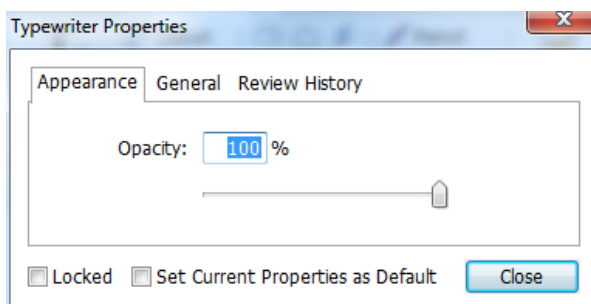 Typewriter Properties
Appearance General Review History
Opacity: 100 %
Locked Set Current Properties as Default Close